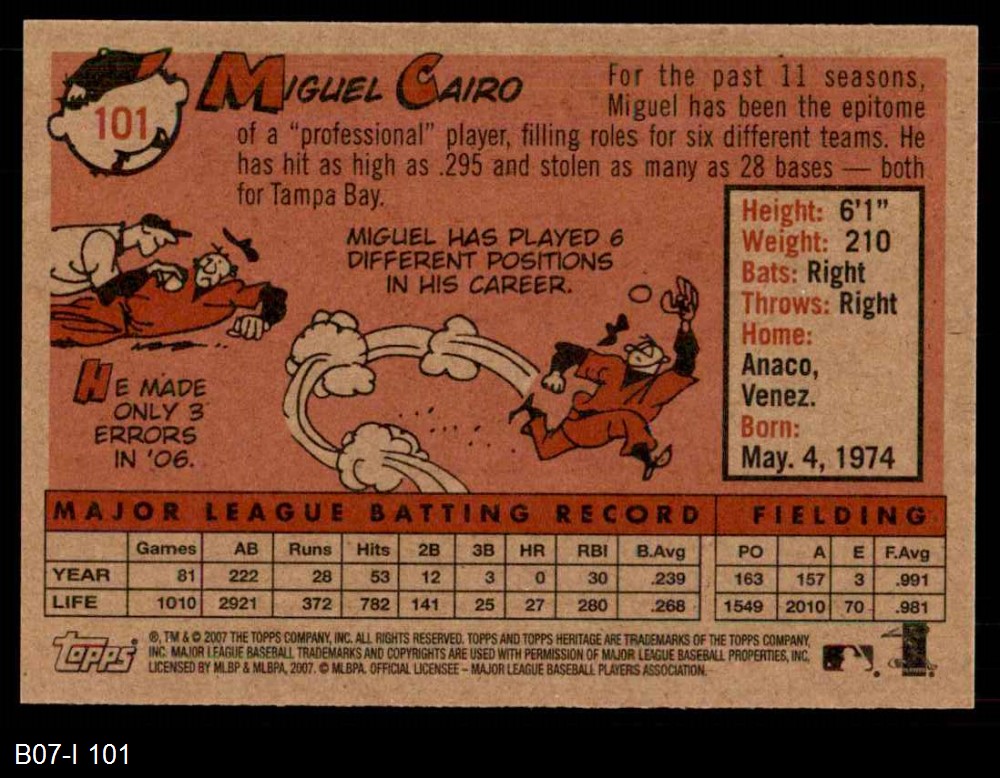 101
MIGUEL CAIRO
For the past 11 seasons,
Miguel has been the epitome
of a “professional” player, filling roles for six different teams. He
has hit as high as .295 and stolen as many as 28 bases — both
for Tampa Bay.
MIGUEL HAS PLAYED 6
DIFFERENT POSITIONS
IN HIS CAREER.
HE MADE
ONLY 3
ERRORS
IN '06.
Height: 6'1”
Weight: 210
Bats: Right
Throws: Right
Home:
Anaco,
Venez.
Born:
May. 4, 1974
MAJOR LEAGUE BATTING RECORD FIELDING
Games AB Runs Hits 2B 3B HR RBI B.Avg PO A E F.Avg
YEAR 81 222 28 53 12 3 0 30 .239 163 157 3 .991
LIFE 1010 2921 372 782 141 25 27 280 .268 1549 2010 70 .981
Topps
®, TM & © 2007 THE TOPPS COMPANY, INC. ALL RIGHTS RESERVED. TOPPS AND TOPPS HERITAGE ARE TRADEMARKS OF THE TOPPS COMPANY,
INC. MAJOR LEAGUE BASEBALL TRADEMARKS AND COPYRIGHTS ARE USED WITH PERMISSION OF MAJOR LEAGUE BASEBALL PROPERTIES, INC.
LICENSED BY MLBP & MLBPA, 2007. © MLBPA. OFFICIAL LICENSEE – MAJOR LEAGUE BASEBALL PLAYERS ASSOCIATION.
B07-I 101